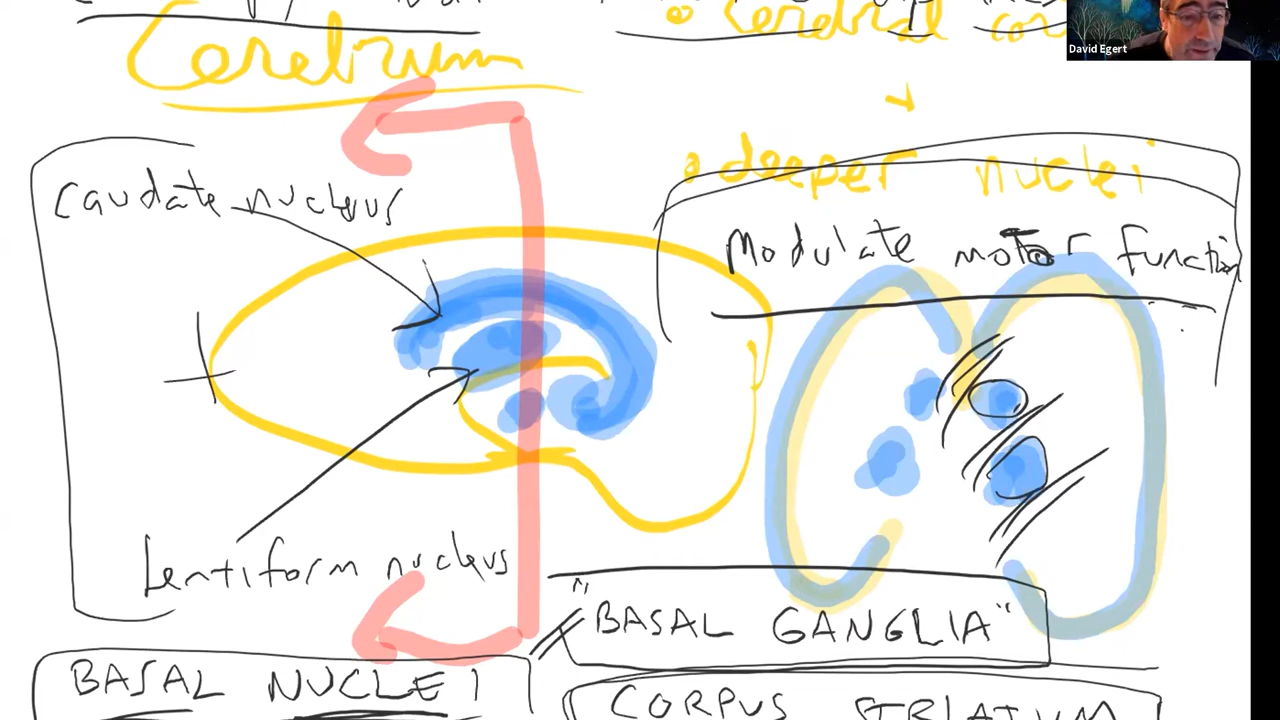 • Cerebral cor
David Egert
Cerebrum
• deeper nuclei
caudate nucleus
Modulate motor function
Lentiform nucleus
"BASAL GANGLIA"
BASAL NUCLEI
CORPUS STRIATUM